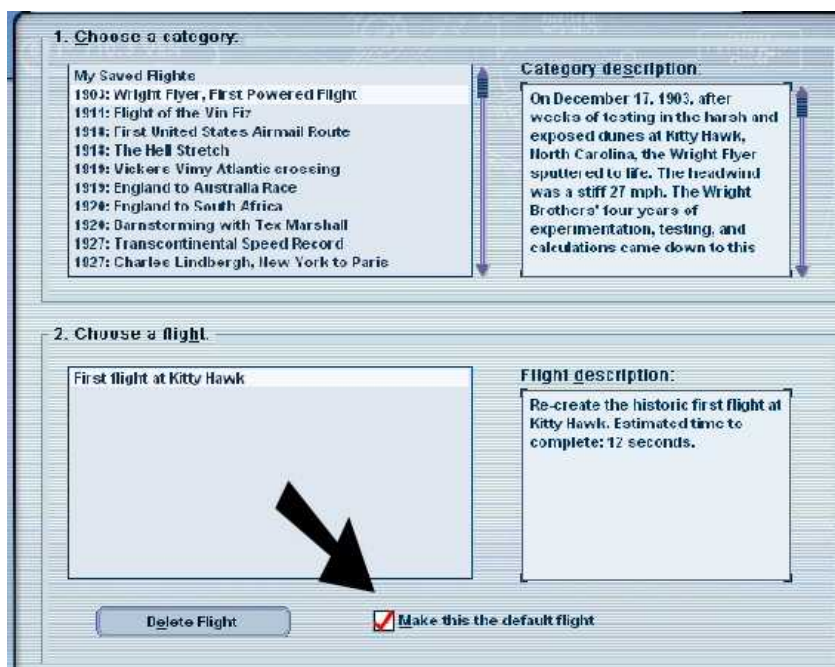 1. Choose a category:
My Saved Flights
1903: Wright Flyer, First Powered Flight
1911: Flight of the Vin Fiz
1918: First United States Airmail Route
1918: The Hell Stretch
1919: Vickers Vimy Atlantic crossing
1919: England to Australia Race
1920: England to South Africa
1920: Barnstorming with Tex Marshall
1927: Transcontinental Speed Record
1927: Charles Lindbergh, New York to Paris
Category description:
On December 17, 1903, after
weeks of testing in the harsh and
exposed dunes at Kitty Hawk,
North Carolina, the Wright Flyer
sputtered to life. The headwind
was a stiff 27 mph. The Wright
Brothers' four years of
experimentation, testing, and
calculations came down to this
2. Choose a flight.
First flight at Kitty Hawk
Flight description:
Re-create the historic first flight at
Kitty Hawk. Estimated time to
complete: 12 seconds.
Delete Flight
Make this the default flight